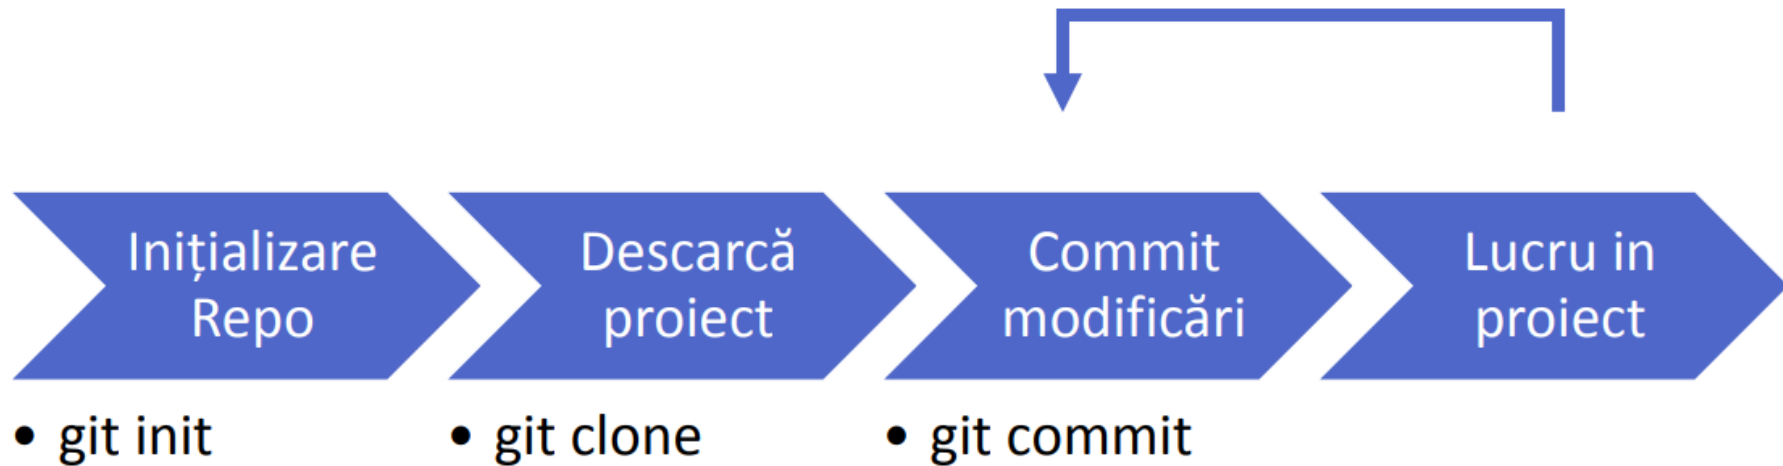 Inițializare
Repo
Descarcă
proiect
Commit
modificări
Lucru in
proiect
• git init
• git clone
• git commit